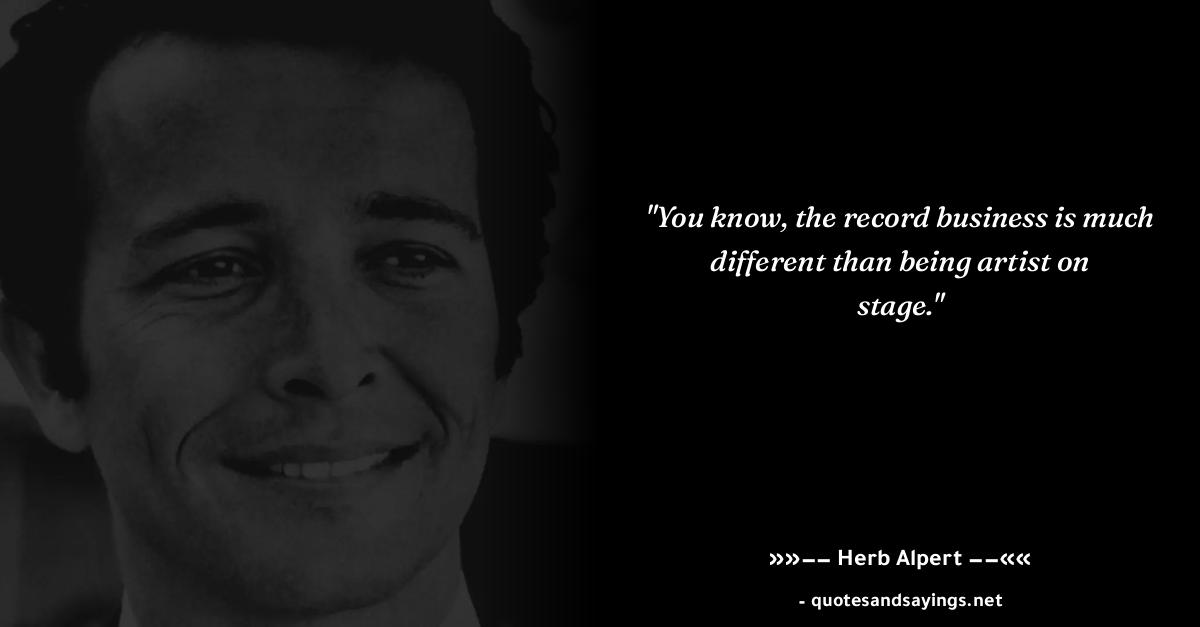 "You know, the record business is much
different than being artist on
stage."
»»−− Herb Alpert −−««
- quotesandsayings.net